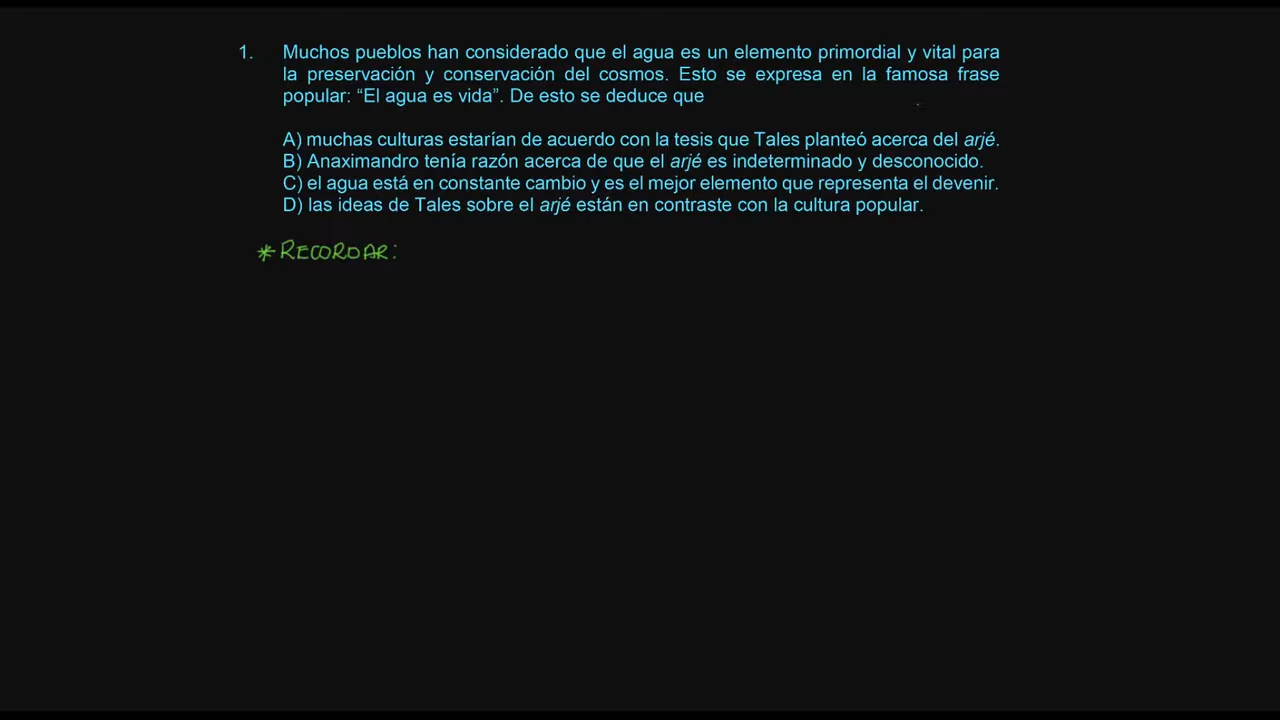 1. Muchos pueblos han considerado que el agua es un elemento primordial y vital para
la preservación y conservación del cosmos. Esto se expresa en la famosa frase
popular: “El agua es vida”. De esto se deduce que
A) muchas culturas estarían de acuerdo con la tesis que Tales planteó acerca del arjé.
B) Anaximandro tenía razón acerca de que el arjé es indeterminado y desconocido.
C) el agua está en constante cambio y es el mejor elemento que representa el devenir.
D) las ideas de Tales sobre el arjé están en contraste con la cultura popular.
* RECORDAR: